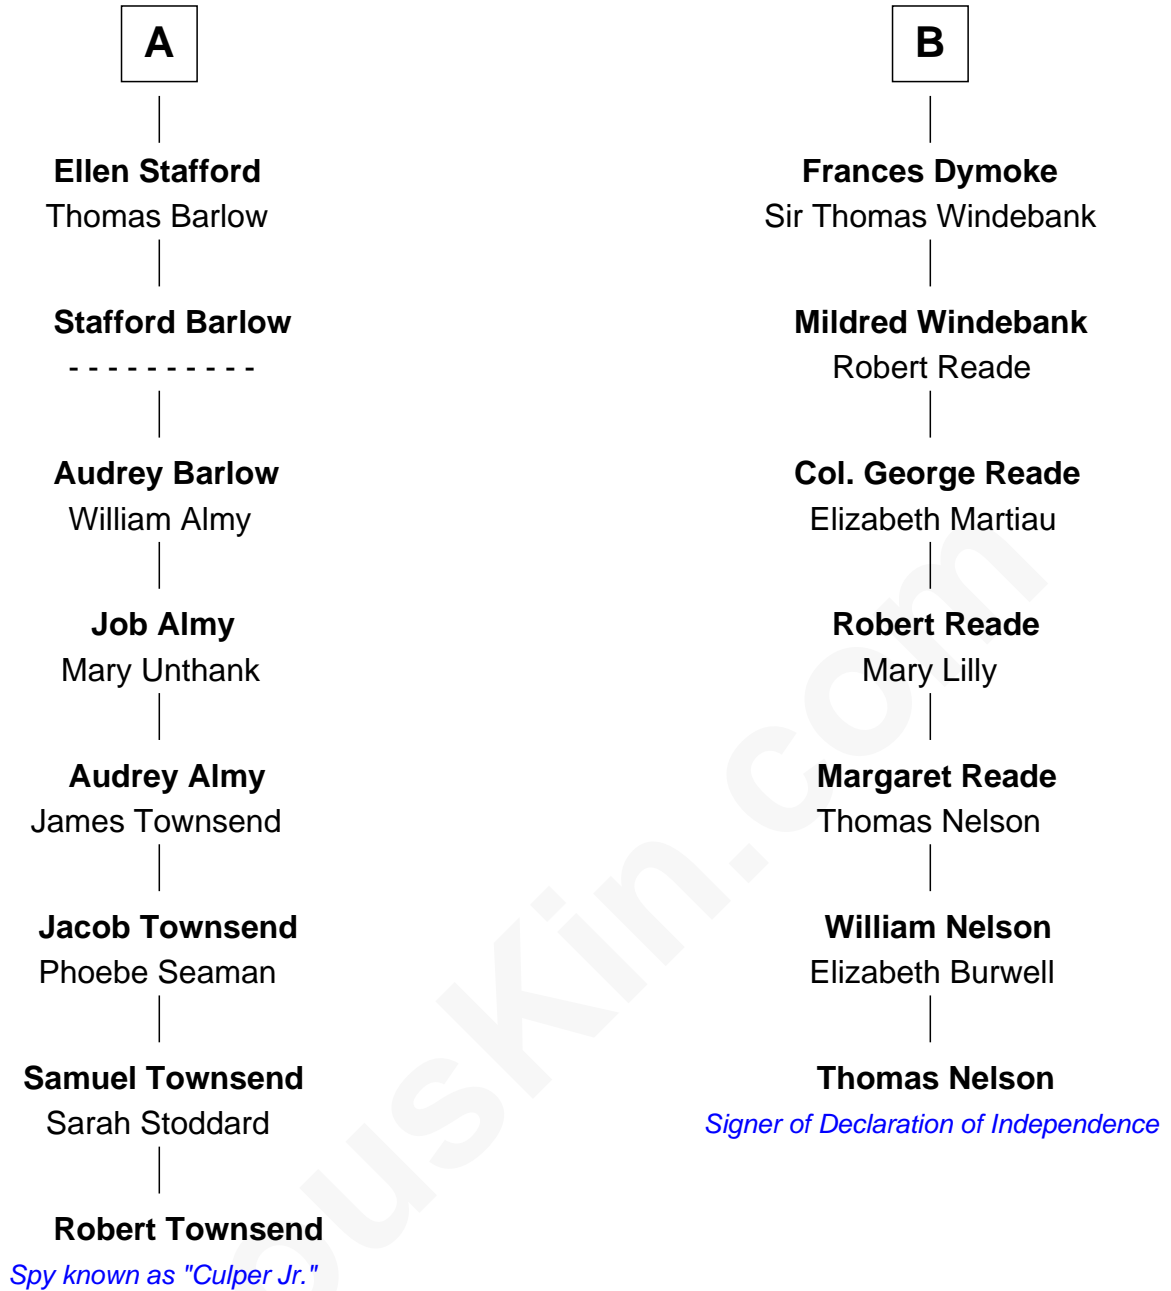 A
Ellen Stafford
Thomas Barlow
Stafford Barlow
- - - - - - - - - -
Audrey Barlow
William Almy
Job Almy
Mary Unthank
Audrey Almy
James Townsend
Jacob Townsend
Phoebe Seaman
Samuel Townsend
Sarah Stoddard
Robert Townsend
Spy known as "Culper Jr."
B
Frances Dymoke
Sir Thomas Windebank
Mildred Windebank
Robert Reade
Col. George Reade
Elizabeth Martiau
Robert Reade
Mary Lilly
Margaret Reade
Thomas Nelson
William Nelson
Elizabeth Burwell
Thomas Nelson
Signer of Declaration of Independence
ousKin.com